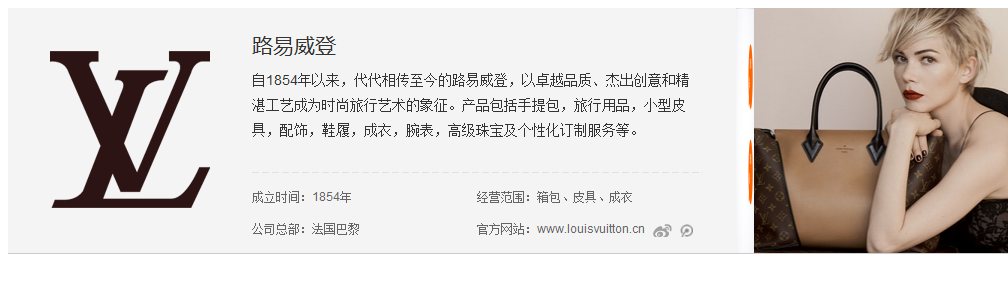 LV
路易威登
自1854年以来，代代相传至今的路易威登，以卓越品质、杰出创意和精
湛工艺成为时尚旅行艺术的象征。产品包括手提包，旅行用品，小型皮
具，配饰，鞋履，成衣，腕表，高级珠宝及个性化订制服务等。
成立时间：1854年 经营范围：箱包、皮具、成衣
公司总部：法国巴黎 官方网站：www.louisvuitton.cn